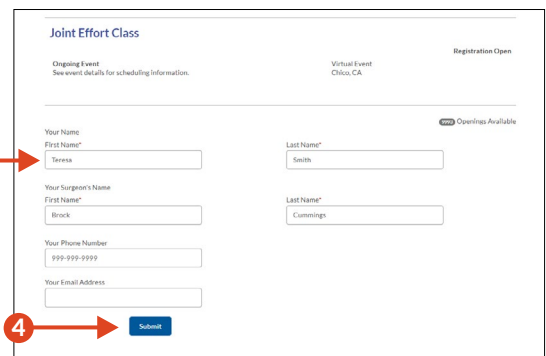 Joint Effort Class
Registration Open
Ongoing Event
See event details for scheduling information.
Virtual Event
Chico, CA
Openings Available
Your Name
First Name*
Last Name*
Teresa
Smith
Your Surgeon's Name
First Name*
Last Name*
Brock
Cummings
Your Phone Number
999-999-9999
Your Email Address
4
Submit